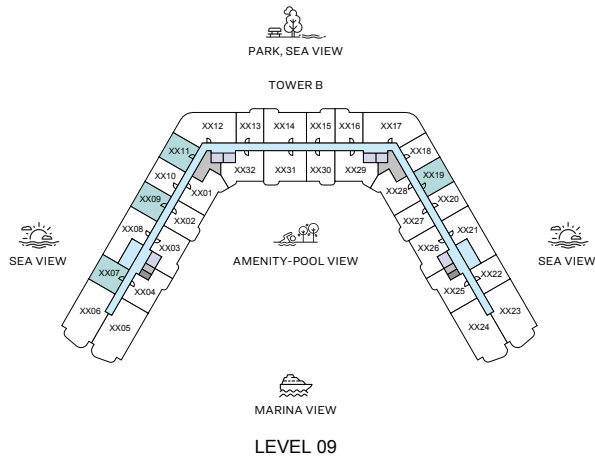 PARK, SEA VIEW
TOWER B
XX12 XX13 XX14 XX15 XX16 XX17
XX11 XX18
XX32 XX31 XX30 XX29
XX10 XX01 XX28 XX19
XX09 XX20
XX02 XX27
XX08 XX21
XX03 XX26
SEA VIEW AMENITY-POOL VIEW SEA VIEW
XX07 XX22
XX04 XX25
XX06 XX23
XX05 XX24
MARINA VIEW
LEVEL 09